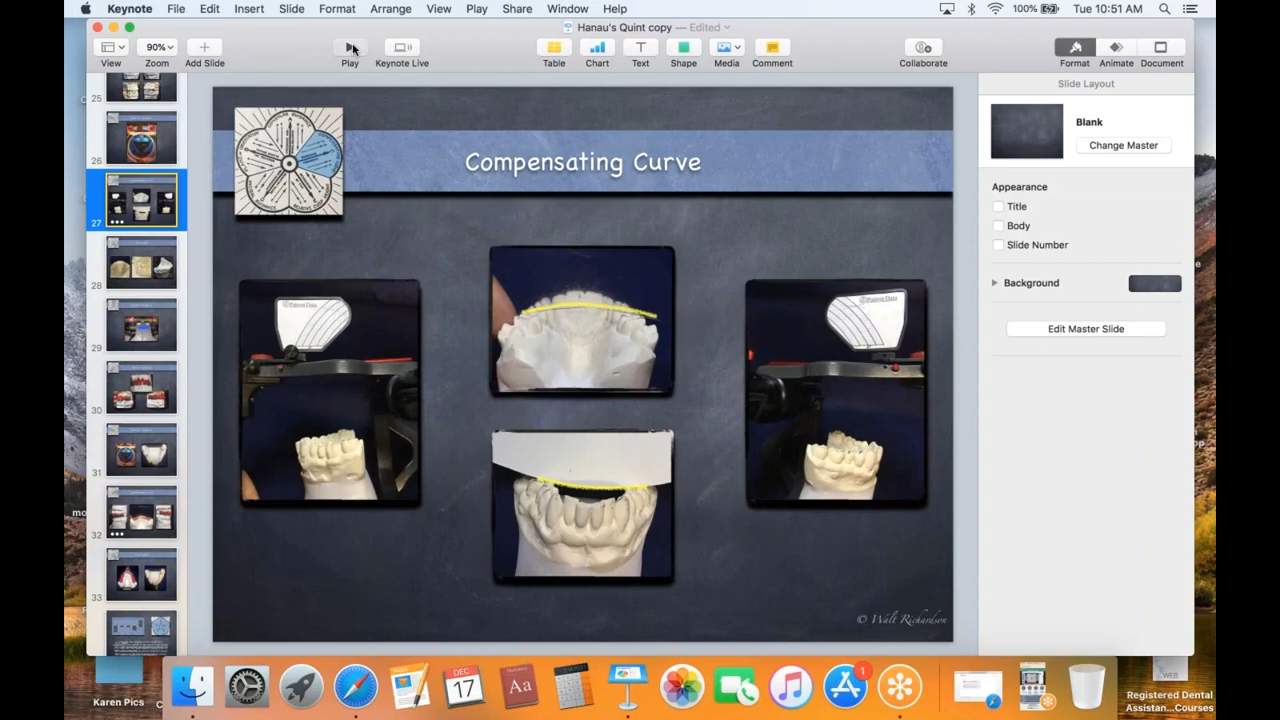 Keynote File Edit Insert Slide Format Arrange View Play Share Window Help 100% Tue 10:51 AM
Hanau's Quint copy — Edited
90%
View Zoom Add Slide Play Keynote Live Table Chart Text Shape Media Comment Collaborate Format Animate Document
25
26
27
28
29
30
31
32
33
Compensating Curve
© Walt Richardson
Slide Layout
Blank
Change Master
Appearance
Title
Body
Slide Number
Background
Edit Master Slide
DEC
17
Aa
1
Karen Pics
Registered Dental
Assistan...Courses